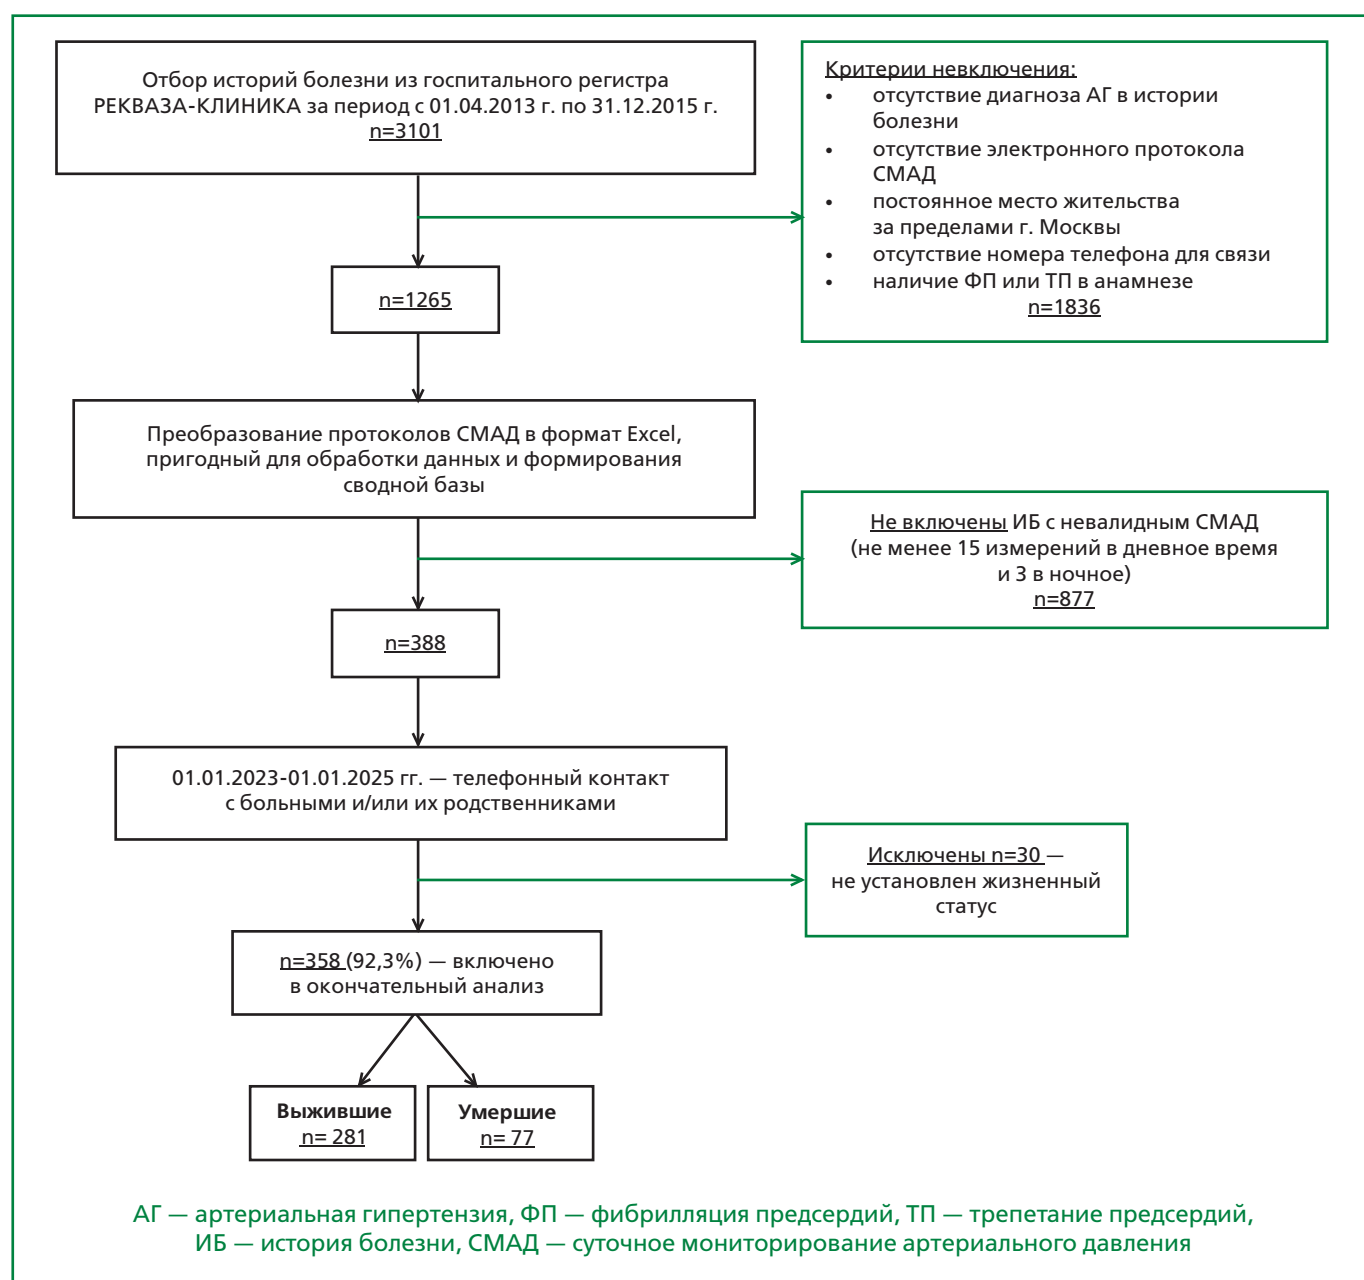 Отбор историй болезни из госпитального регистра
РЕКВАЗА-КЛИНИКА за период с 01.04.2013 г. по 31.12.2015 г.
n=3101
Критерии невключения:
• отсутствие диагноза АГ в истории
болезни
• отсутствие электронного протокола
СМАД
• постоянное место жительства
за пределами г. Москвы
• отсутствие номера телефона для связи
• наличие ФП или ТП в анамнезе
n=1836
n=1265
Преобразование протоколов СМАД в формат Excel,
пригодный для обработки данных и формирования
сводной базы
Не включены ИБ с невалидным СМАД
(не менее 15 измерений в дневное время
и 3 в ночное)
n=877
n=388
01.01.2023-01.01.2025 гг. — телефонный контакт
с больными и/или их родственниками
Исключены n=30 —
не установлен жизненный
статус
n=358 (92,3%) — включено
в окончательный анализ
Выжившие
n= 281
Умершие
n= 77
АГ — артериальная гипертензия, ФП — фибрилляция предсердий, ТП — трепетание предсердий,
ИБ — история болезни, СМАД — суточное мониторирование артериального давления